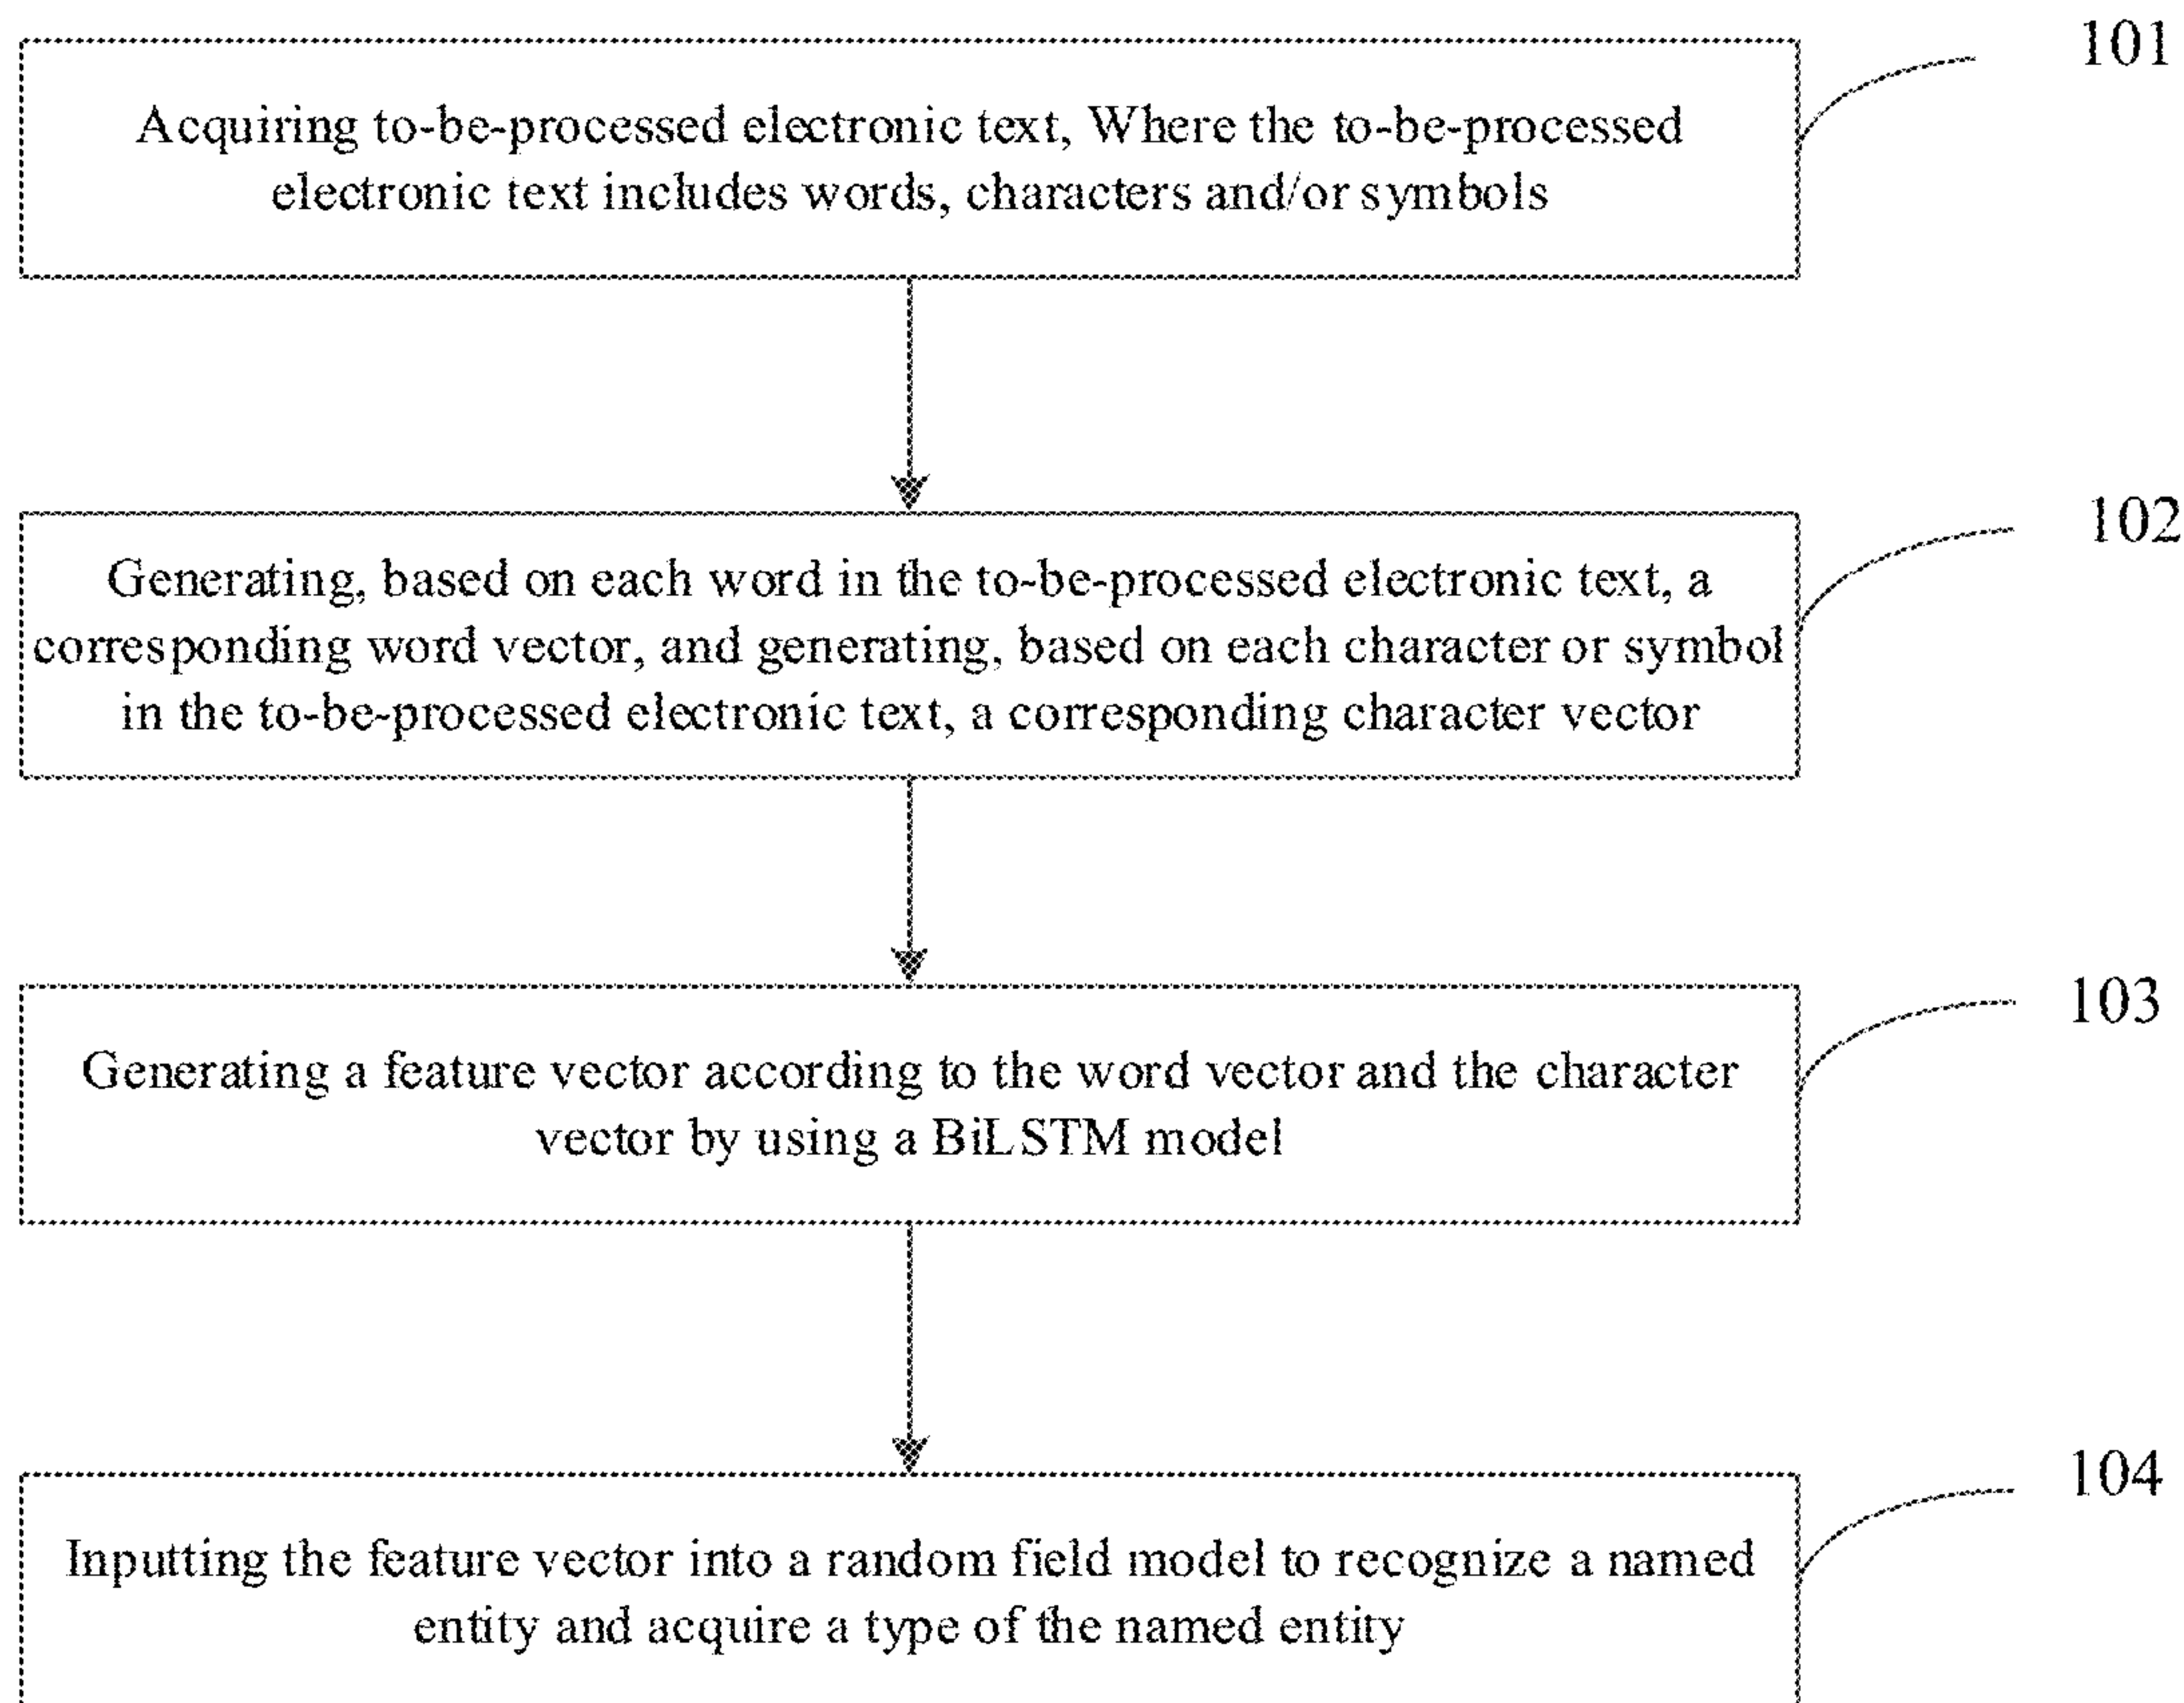 101
Acquiring to-be-processed electronic text, Where the to-be-processed
electronic text includes words, characters and/or symbols
102
Generating, based on each word in the to-be-processed electronic text, a
corresponding word vector, and generating, based on each character or symbol
in the to-be-processed electronic text, a corresponding character vector
103
Generating a feature vector according to the word vector and the character
vector by using a BiLSTM model
104
Inputting the feature vector into a random field model to recognize a named
entity and acquire a type of the named entity